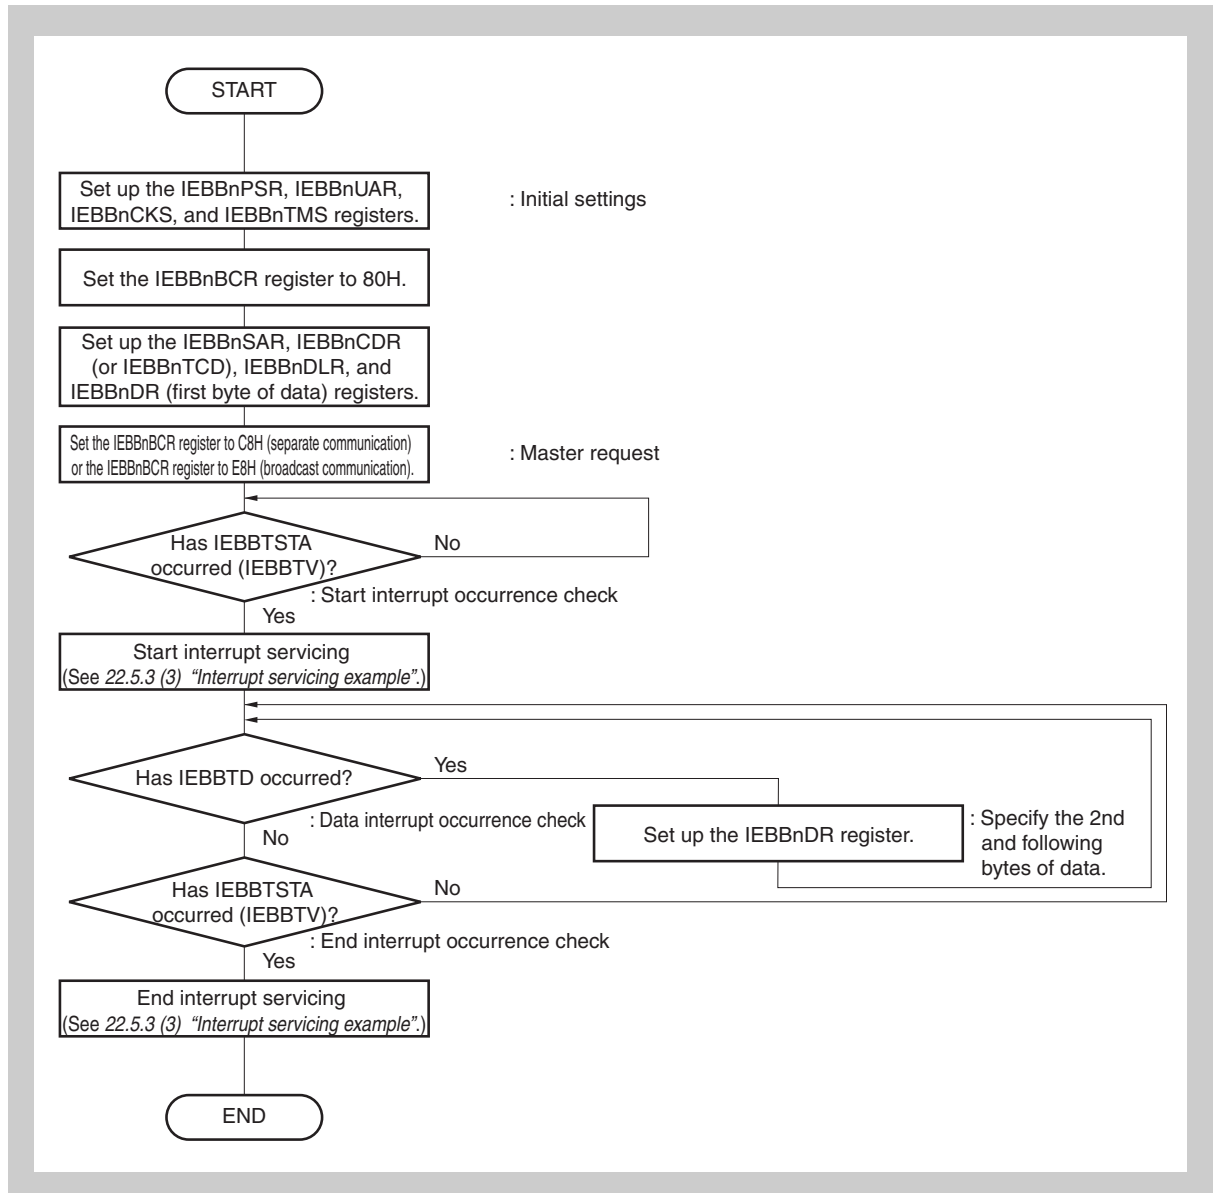 START
Set up the IEBBnPSR, IEBBnUAR,
IEBBnCKS, and IEBBnTMS registers.
: Initial settings
Set the IEBBnBCR register to 80H.
Set up the IEBBnSAR, IEBBnCDR
(or IEBBnTCD), IEBBnDLR, and
IEBBnDR (first byte of data) registers.
Set the IEBBnBCR register to C8H (separate communication)
or the IEBBnBCR register to E8H (broadcast communication).
: Master request
Has IEBBTSTA
occurred (IEBBTV)?
No
: Start interrupt occurrence check
Yes
Start interrupt servicing
(See 22.5.3 (3) “Interrupt servicing example”.)
Has IEBBTD occurred?
Yes
: Data interrupt occurrence check
No
Set up the IEBBnDR register.
: Specify the 2nd
and following
bytes of data.
Has IEBBTSTA
occurred (IEBBTV)?
No
: End interrupt occurrence check
Yes
End interrupt servicing
(See 22.5.3 (3) “Interrupt servicing example”.)
END